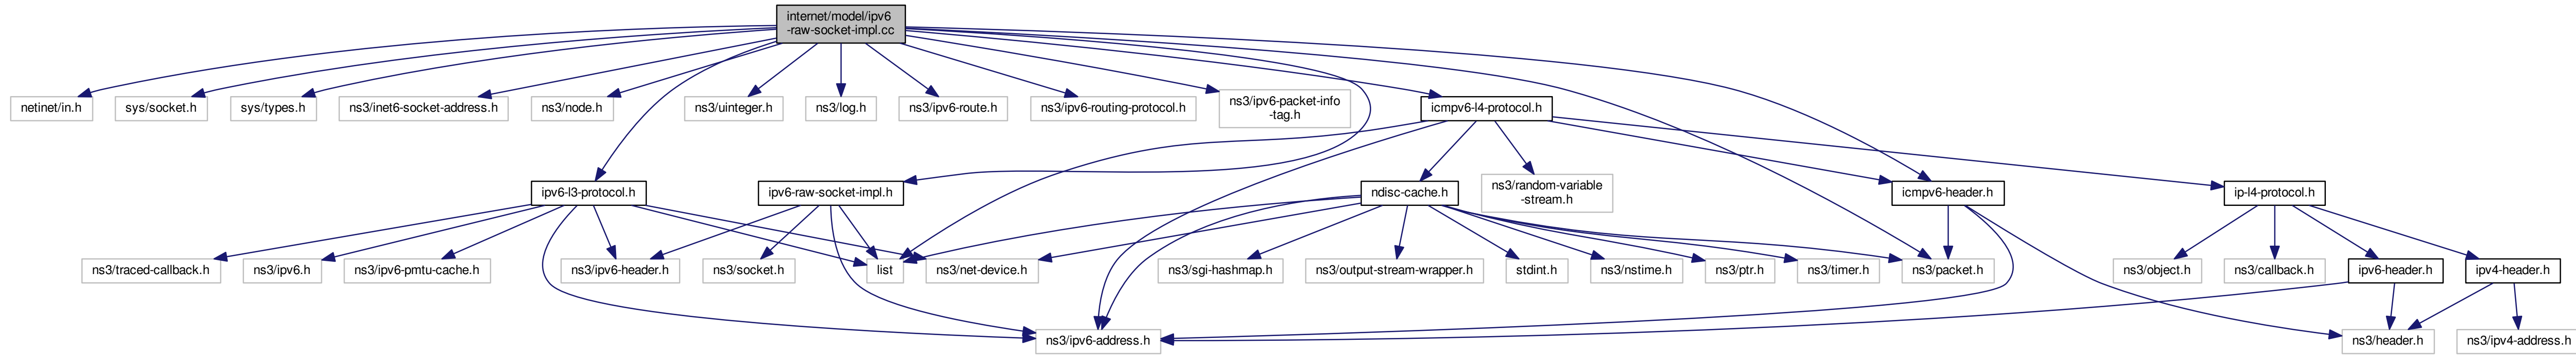 internet/model/ipv6
-raw-socket-impl.cc
netinet/in.h
sys/socket.h
sys/types.h
ns3/inet6-socket-address.h
ns3/node.h
ns3/uinteger.h
ns3/log.h
ns3/ipv6-route.h
ns3/ipv6-routing-protocol.h
ns3/ipv6-packet-info
-tag.h
icmpv6-l4-protocol.h
ipv6-l3-protocol.h
ipv6-raw-socket-impl.h
ndisc-cache.h
ns3/random-variable
-stream.h
icmpv6-header.h
ip-l4-protocol.h
ns3/traced-callback.h
ns3/ipv6.h
ns3/ipv6-pmtu-cache.h
ns3/ipv6-header.h
ns3/socket.h
list
ns3/net-device.h
ns3/sgi-hashmap.h
ns3/output-stream-wrapper.h
stdint.h
ns3/nstime.h
ns3/ptr.h
ns3/timer.h
ns3/packet.h
ns3/object.h
ns3/callback.h
ipv6-header.h
ipv4-header.h
ns3/ipv6-address.h
ns3/header.h
ns3/ipv4-address.h